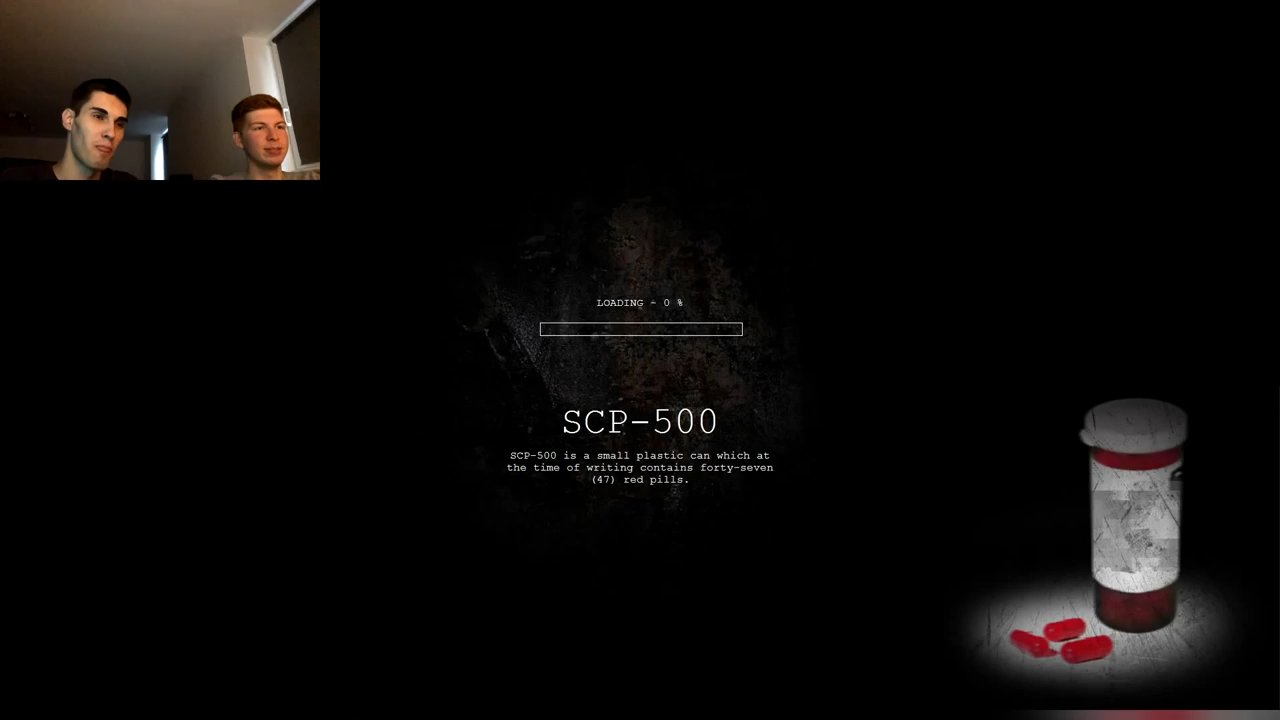 LOADING - 0 %
SCP-500
SCP-500 is a small plastic can which at
the time of writing contains forty-seven
(47) red pills.